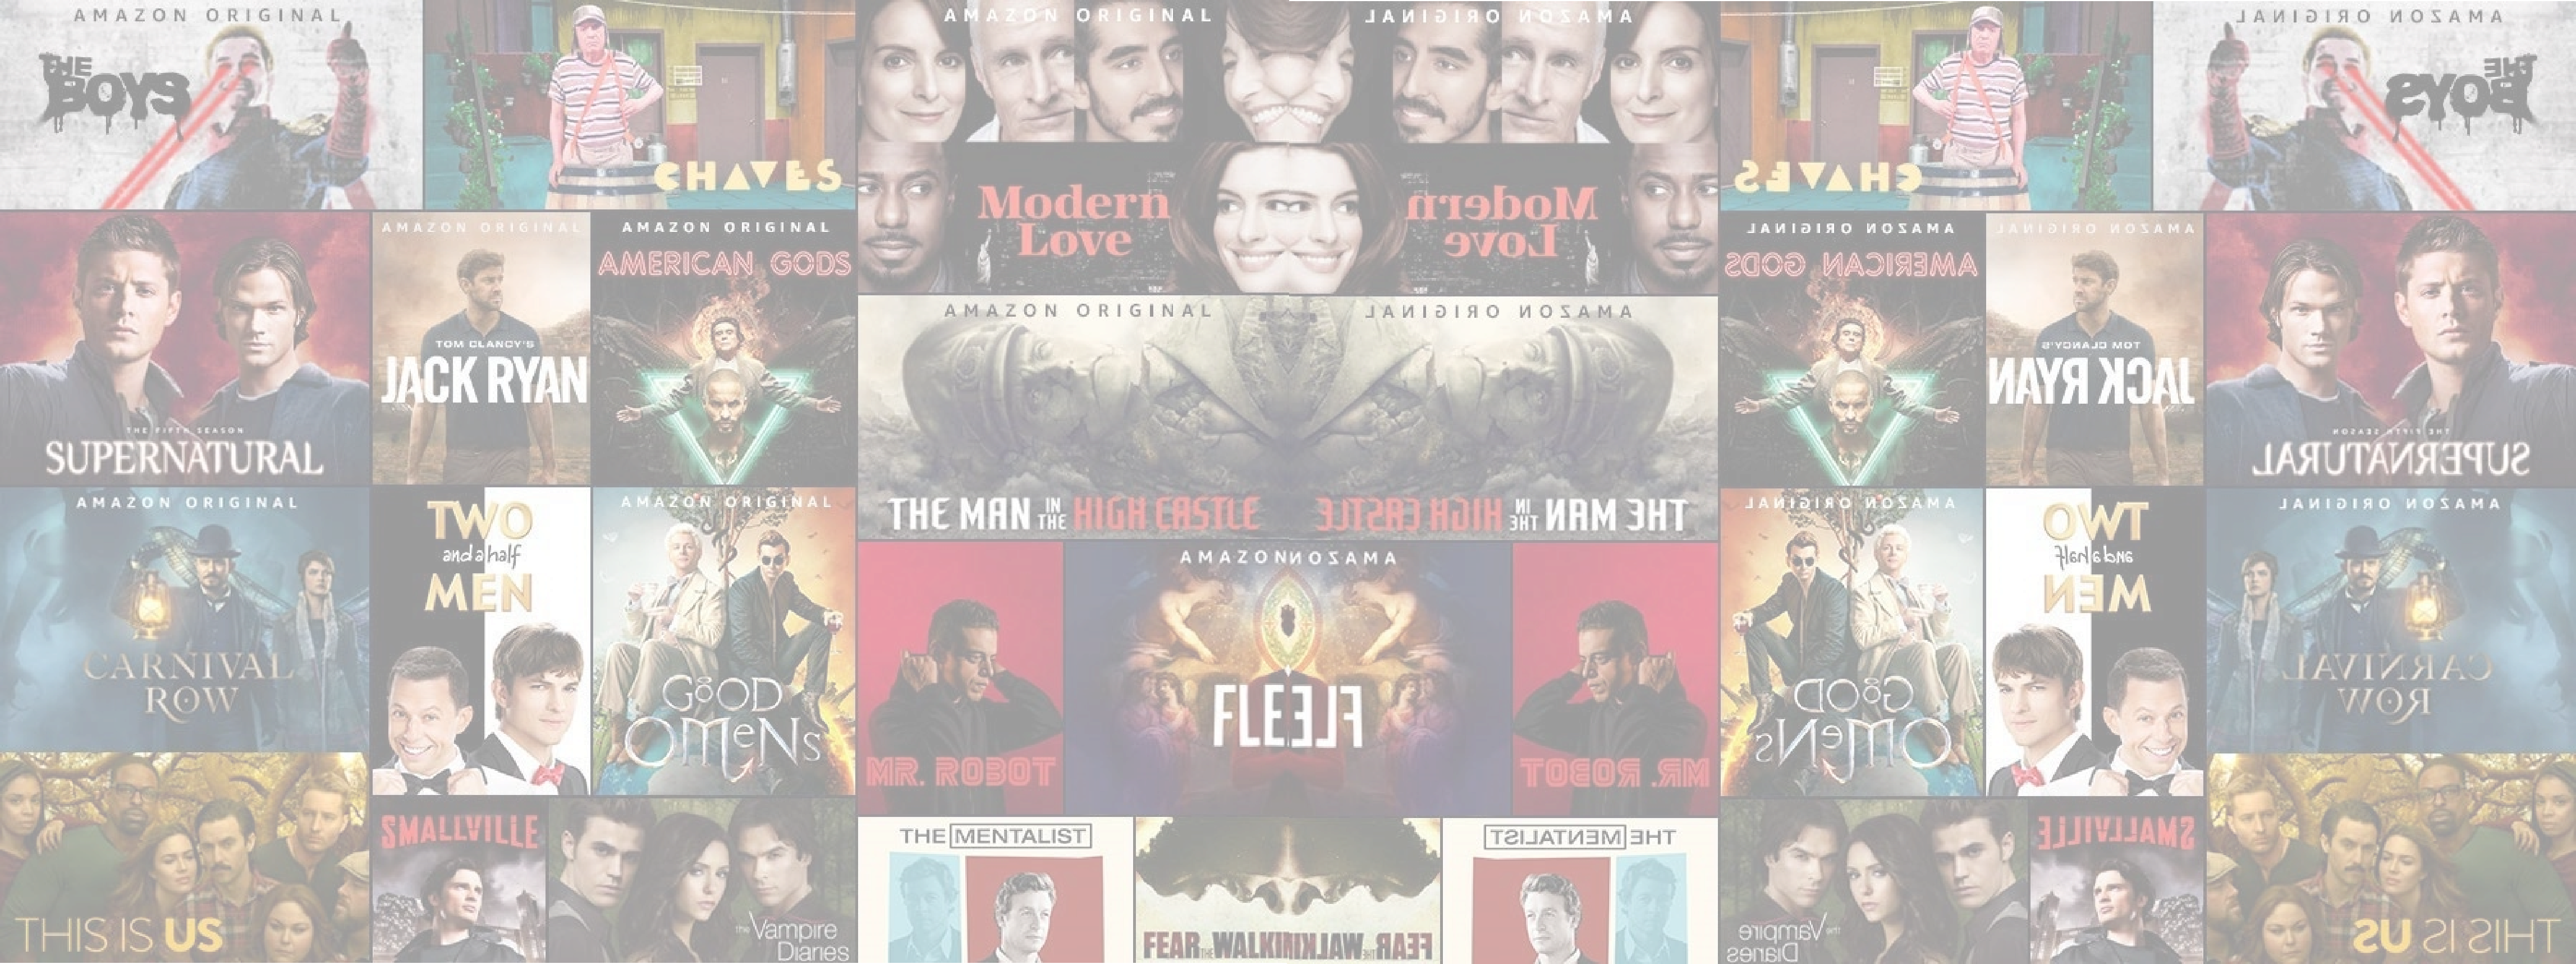 AMAZON ORIGINAL
THE
BOYS
CHAVES
AMAZON ORIGINAL
Modern
Love
AMAZON ORIGINAL
Modern
Love
CHAVES
AMAZON ORIGINAL
THE
BOYS
THE FIFTH SEASON
SUPERNATURAL
AMAZON ORIGINAL
TOM CLANCY'S
JACK RYAN
AMAZON ORIGINAL
AMERICAN GODS
AMAZON ORIGINAL
THE MAN IN THE HIGH CASTLE
AMAZON ORIGINAL
THE MAN IN THE HIGH CASTLE
AMAZON ORIGINAL
AMERICAN GODS
AMAZON ORIGINAL
TOM CLANCY'S
JACK RYAN
THE FIFTH SEASON
SUPERNATURAL
AMAZON ORIGINAL
CARNIVAL
ROW
TWO
and a half
MEN
AMAZON ORIGINAL
GOOD
OMENS
MR. ROBOT
AMAZON
FLE
AMAZON
FLE
MR. ROBOT
AMAZON ORIGINAL
GOOD
OMENS
TWO
and a half
MEN
AMAZON ORIGINAL
CARNIVAL
ROW
THIS IS US
SMALLVILLE
the Vampire
Diaries
THE MENTALIST
FEAR THE WALKIN
FEAR THE WALKIN
THE MENTALIST
the Vampire
Diaries
SMALLVILLE
THIS IS US